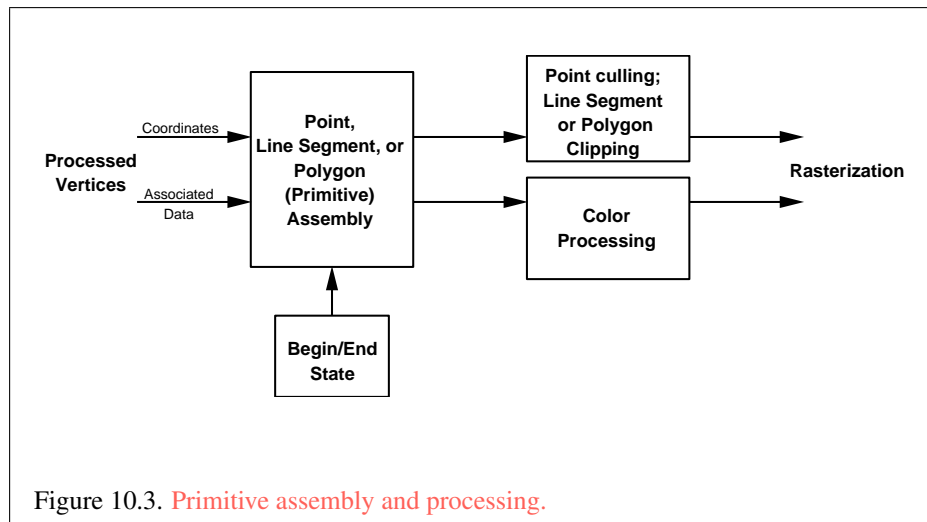 Processed
Vertices
Coordinates
Associated
Data
Point,
Line Segment, or
Polygon
(Primitive)
Assembly
Begin/End
State
Point culling;
Line Segment
or Polygon
Clipping
Color
Processing
Rasterization
Figure 10.3. Primitive assembly and processing.